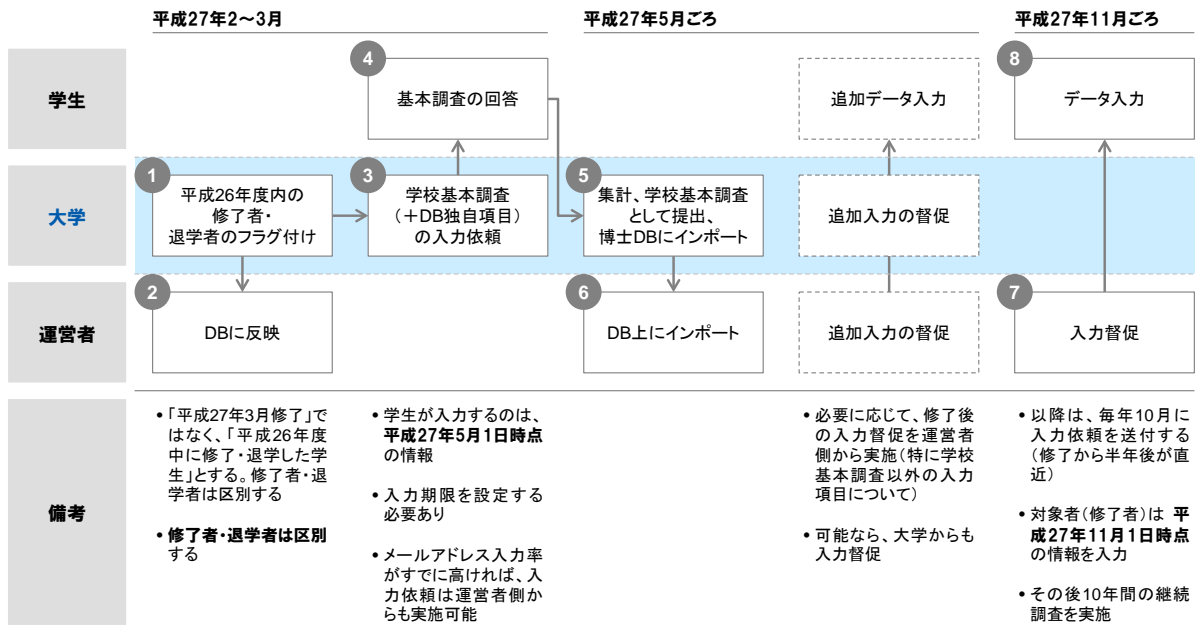 平成27年2～3月
平成27年5月ごろ
平成27年11月ごろ
学生
4
基本調査の回答
追加データ入力
8
データ入力
大学
1
平成26年度内の
修了者・
退学者のフラグ付け
3
学校基本調査
（＋DB独自項目）
の入力依頼
5
集計、学校基本調査
として提出、
博士DBにインポート
追加入力の督促
運営者
2
DBに反映
6
DB上にインポート
追加入力の督促
7
入力督促
備考
•「平成27年3月修了」で
はなく、「平成26年度
中に修了・退学した学
生」とする。修了者・退
学者は区別する
• 修了者・退学者は区別
する
• 学生が入力するのは、
平成27年5月1日時点
の情報
• 入力期限を設定する
必要あり
• メールアドレス入力率
がすでに高ければ、入
力依頼は運営者側か
らも実施可能
• 必要に応じて、修了後
の入力督促を運営者
側から実施（特に学校
基本調査以外の入力
項目について）
• 可能なら、大学からも
入力督促
• 以降は、毎年10月に
入力依頼を送付する
（修了から半年後が直
近）
• 対象者（修了者）は 平
成27年11月1日時点
の情報を入力
• その後10年間の継続
調査を実施